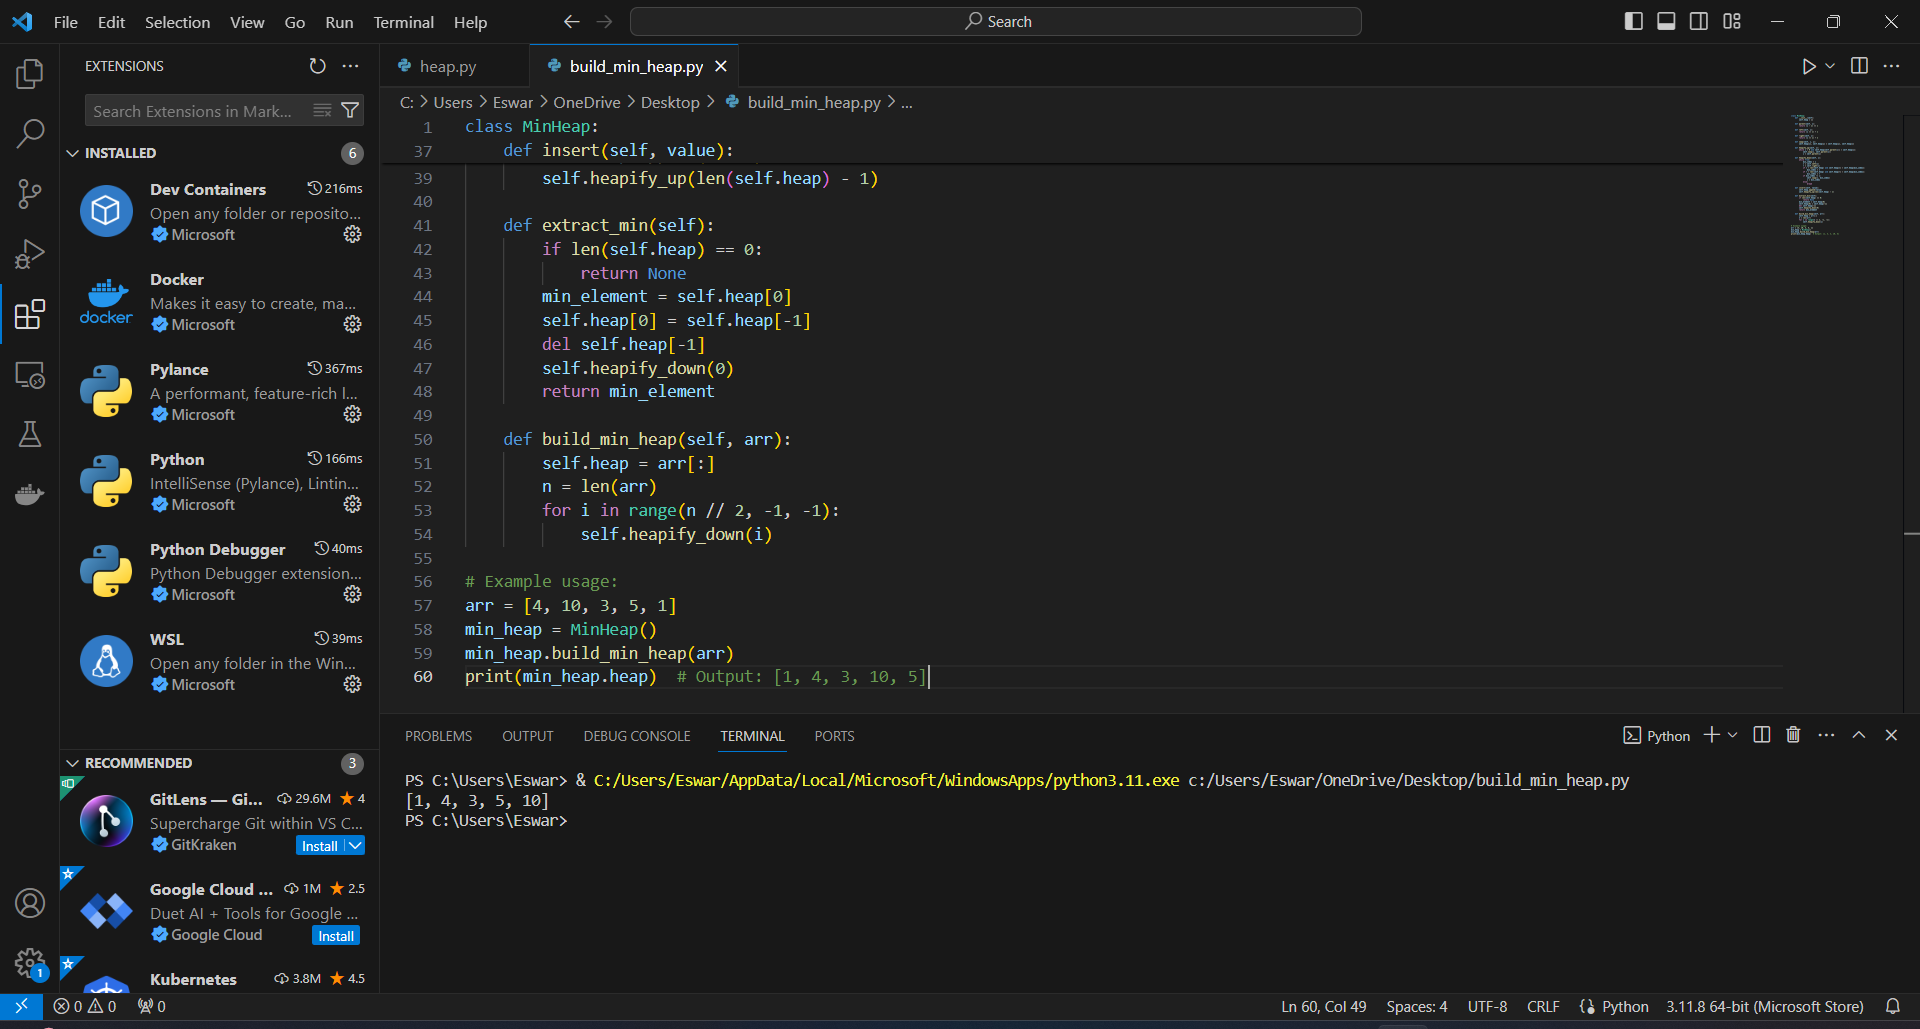 File Edit Selection View Go Run Terminal Help Search
EXTENSIONS
Search Extensions in Mark...
INSTALLED 6
Dev Containers 216ms
Open any folder or reposito...
Microsoft
Docker
docker
Makes it easy to create, ma...
Microsoft
Pylance 367ms
A performant, feature-rich l...
Microsoft
Python 166ms
IntelliSense (Pylance), Lintin...
Microsoft
Python Debugger 40ms
Python Debugger extension...
Microsoft
WSL 39ms
Open any folder in the Win...
Microsoft
RECOMMENDED 3
GitLens — Gi... 29.6M 4
Supercharge Git within VS C...
GitKraken Install
Google Cloud ... 1M 2.5
Duet AI + Tools for Google ...
Google Cloud Install
Kubernetes 3.8M 4.5
1
heap.py build_min_heap.py
C: > Users > Eswar > OneDrive > Desktop > build_min_heap.py > ...
1 class MinHeap:
37 def insert(self, value):
39 self.heapify_up(len(self.heap) - 1)
40
41 def extract_min(self):
42 if len(self.heap) == 0:
43 return None
44 min_element = self.heap[0]
45 self.heap[0] = self.heap[-1]
46 del self.heap[-1]
47 self.heapify_down(0)
48 return min_element
49
50 def build_min_heap(self, arr):
51 self.heap = arr[:]
52 n = len(arr)
53 for i in range(n // 2, -1, -1):
54 self.heapify_down(i)
55
56 # Example usage:
57 arr = [4, 10, 3, 5, 1]
58 min_heap = MinHeap()
59 min_heap.build_min_heap(arr)
60 print(min_heap.heap)  # Output: [1, 4, 3, 10, 5]
PROBLEMS OUTPUT DEBUG CONSOLE TERMINAL PORTS Python
PS C:\Users\Eswar> & C:/Users/Eswar/AppData/Local/Microsoft/WindowsApps/python3.11.exe c:/Users/Eswar/OneDrive/Desktop/build_min_heap.py
[1, 4, 3, 5, 10]
PS C:\Users\Eswar>
0 0 0 Ln 60, Col 49 Spaces: 4 UTF-8 CRLF Python 3.11.8 64-bit (Microsoft Store)